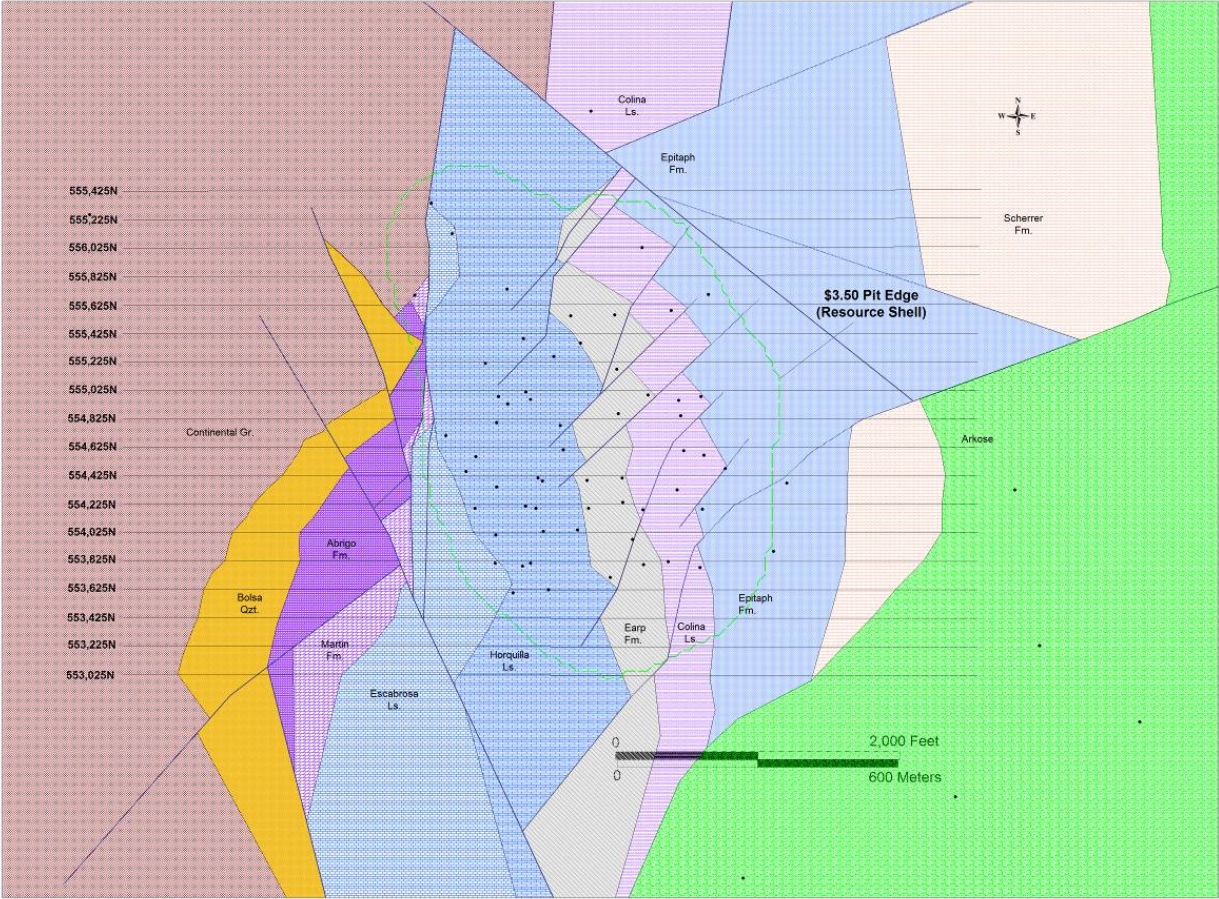 Colina
Ls.
N
W E
S
Epitaph
Fm.
555,425N
555,225N
Scherrer
Fm.
556,025N
555,825N
$3.50 Pit Edge
(Resource Shell)
555,625N
555,425N
555,225N
555,025N
554,825N
Continental Gr.
554,625N
Arkose
554,425N
554,225N
554,025N
Abrigo
Fm.
553,825N
553,625N
Bolsa
Qzt.
Epitaph
Fm.
553,425N
Earp
Fm.
Colina
Ls.
553,225N
Martin
Fm.
Horquilla
Ls.
553,025N
Escabrosa
Ls.
0 2,000 Feet
0 600 Meters